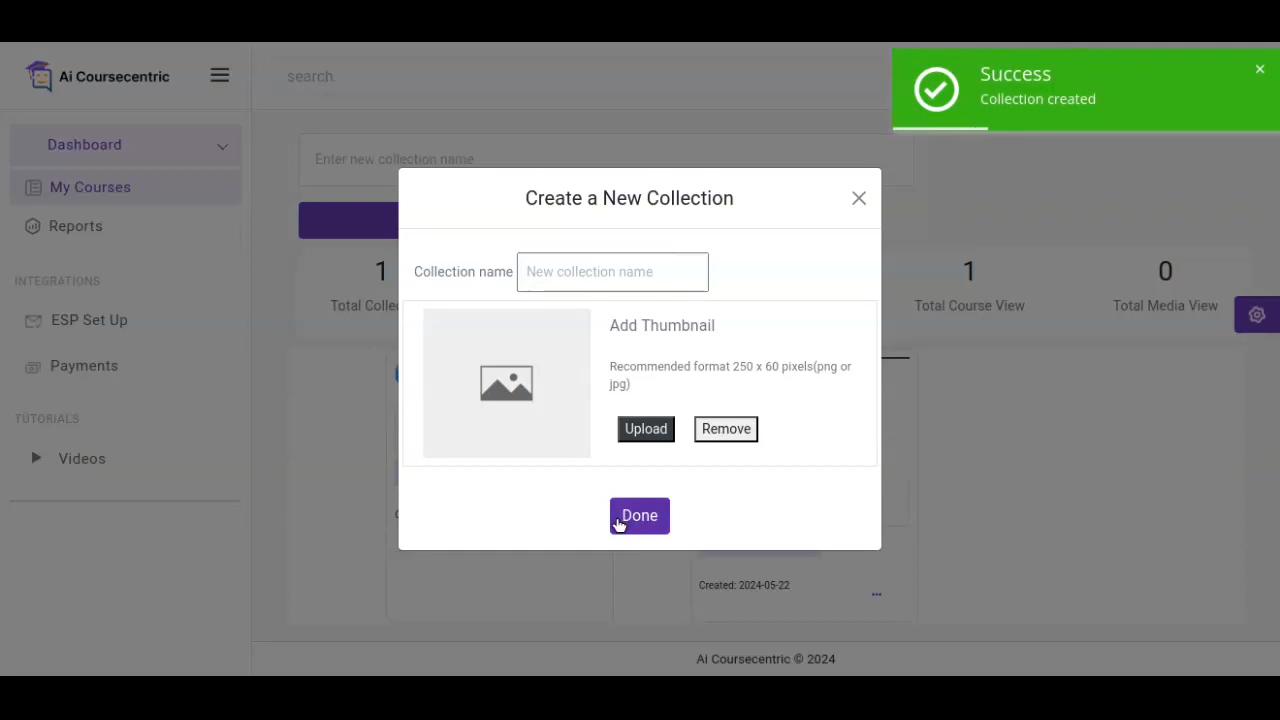 Ai Coursecentric
search
Success
Collection created
Dashboard
My Courses
Reports
INTEGRATIONS
ESP Set Up
Payments
TUTORIALS
Videos
Enter new collection name
Create a New Collection
Collection name New collection name
Add Thumbnail
Recommended format 250 x 60 pixels(png or
jpg)
Upload Remove
Done
1
Total Colle
1
Total Course View
0
Total Media View
Created: 2024-05-22
Ai Coursecentric © 2024